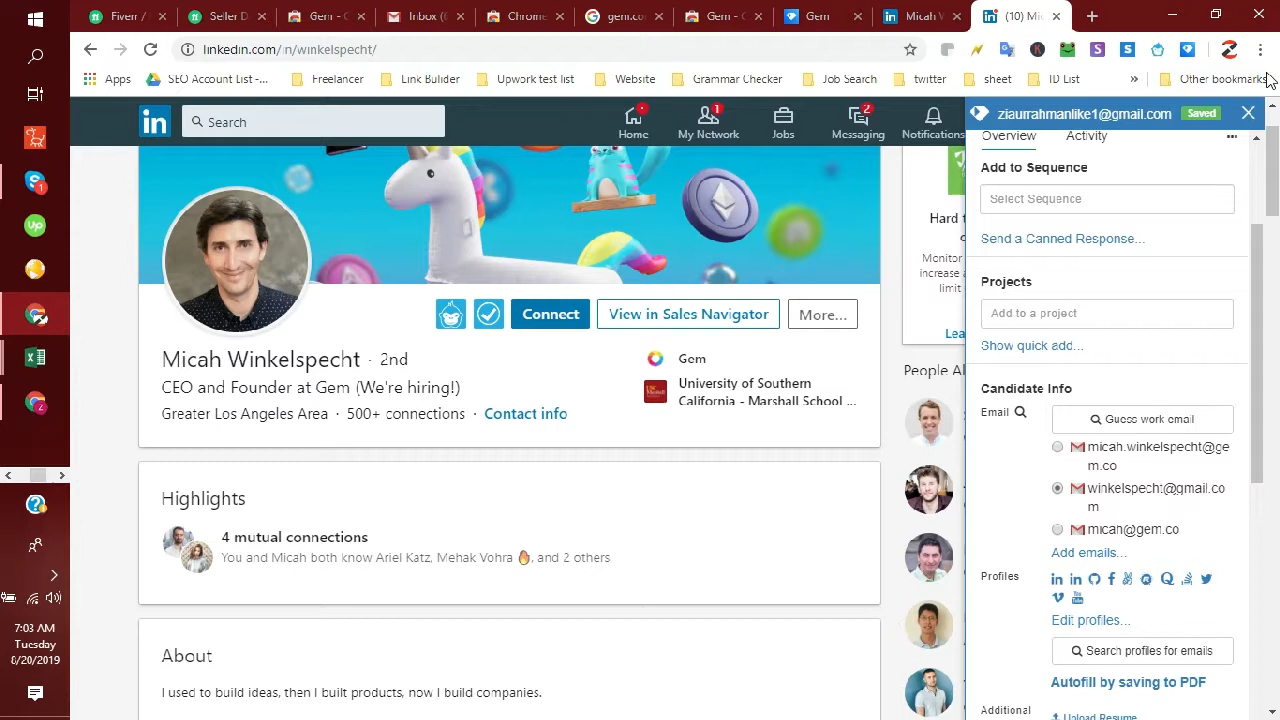 Fiverr /
Seller D
Gem - C
Inbox (
Chrome
gem.co
Gem - C
Gem
Micah W
(10) Mi
linkedin.com/in/winkelspecht/
Apps
SEO Account List -...
Freelancer
Link Builder
Upwork test list
Website
Grammar Checker
Job Search
twitter
sheet
ID List
Other bookmarks
Search
Home
My Network
1
Jobs
Messaging
2
Notifications
ziaurrahmanlike1@gmail.com
Saved
Overview
Activity
Add to Sequence
Select Sequence
Send a Canned Response...
Projects
Add to a project
Show quick add...
Candidate Info
Email
Guess work email
micah.winkelspecht@ge
m.co
winkelspecht@gmail.co
m
micah@gem.co
Add emails...
Profiles
Edit profiles...
Search profiles for emails
Autofill by saving to PDF
Additional
Upload Resume
Hard t
Monitor
increase a
limit
Lea
People Al
Connect
View in Sales Navigator
More...
Micah Winkelspecht · 2nd
CEO and Founder at Gem (We're hiring!)
Greater Los Angeles Area · 500+ connections · Contact info
Gem
University of Southern
California - Marshall School ...
Highlights
4 mutual connections
You and Micah both know Ariel Katz, Mehak Vohra 🔥, and 2 others
About
I used to build ideas, then I built products, now I build companies.
7:03 AM
Tuesday
8/20/2019